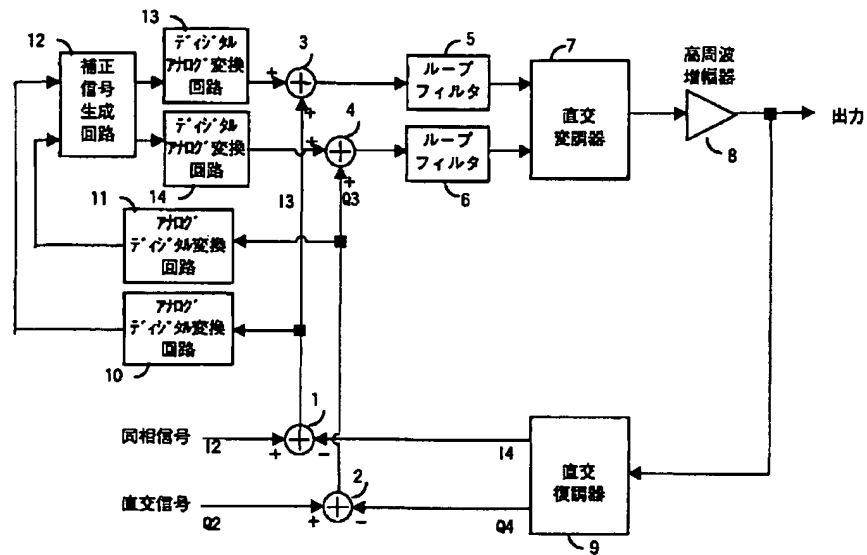 13
12
補正
信号
生成
回路
ディジタル
アナログ変換
回路
+
3
+
5
ループ
フィルタ
7
直交
変調器
高周波
増幅器
8
出力
ディジタル
アナログ変換
回路
14
+
4
+
Q3
I3
ループ
フィルタ
6
11
アナログ
ディジタル変換
回路
アナログ
ディジタル変換
回路
10
同相信号
I2
+
1
−
I4
直交
復調器
9
直交信号
Q2
+
2
−
Q4